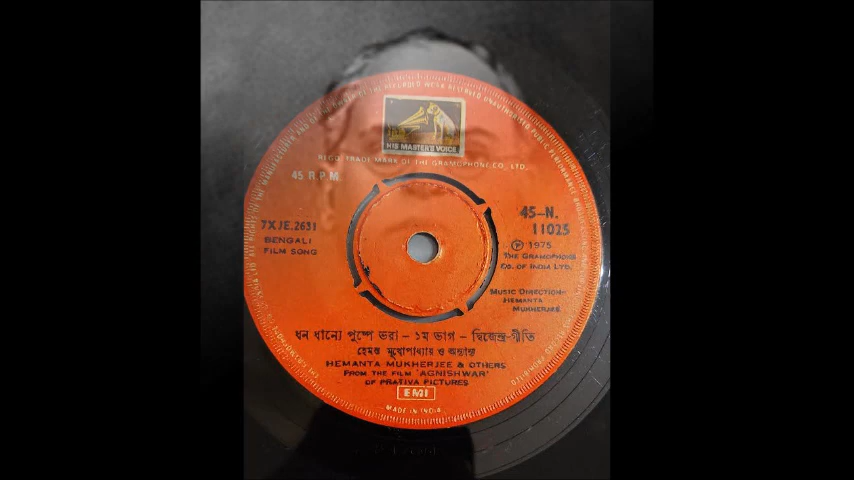 HIS MASTER'S VOICE
REGD. TRADE MARK OF THE GRAMOPHONE CO., LTD.
45 R.P.M.
7XJE.2631
BENGALI
FILM SONG
45-N.
11025
Ⓟ 1975
THE GRAMOPHONE
CO. OF INDIA LTD.
MUSIC DIRECTION-
HEMANTA
MUKHERJEE
ধন ধান্যে পুষ্পে ভরা - ১ম ভাগ - দ্বিজেন্দ্র-গীতি
হেমন্ত মুখোপাধ্যায় ও অন্যান্য
HEMANTA MUKHERJEE & OTHERS
FROM THE FILM 'AGNISHWAR'
OF PRATIVA PICTURES
EMI
MADE IN INDIA